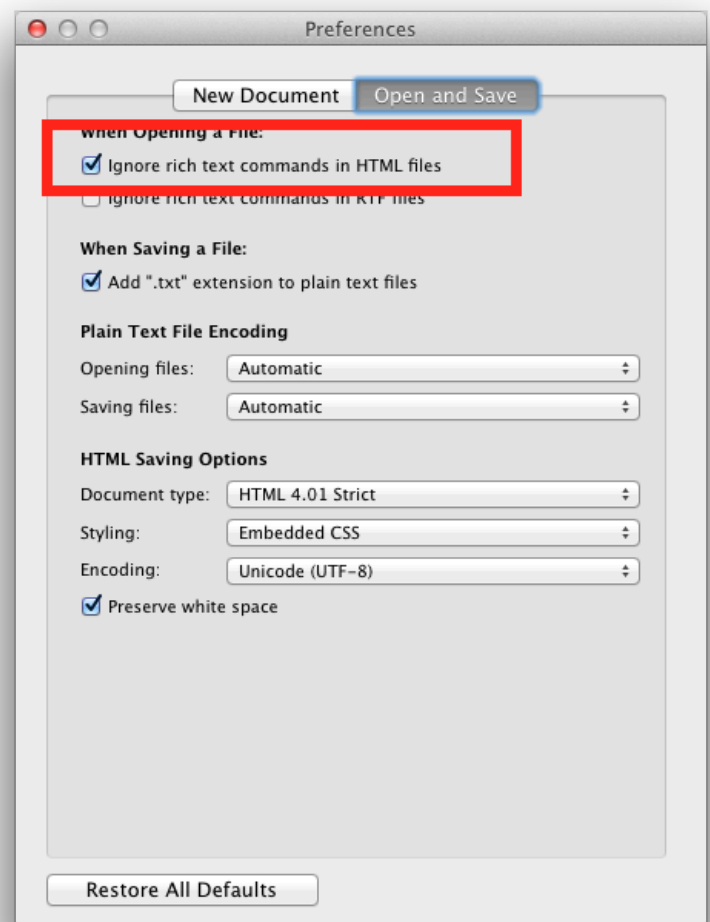 Preferences
New Document Open and Save
When Opening a File:
Ignore rich text commands in HTML files
Ignore rich text commands in RTF files
When Saving a File:
Add ".txt" extension to plain text files
Plain Text File Encoding
Opening files: Automatic
Saving files: Automatic
HTML Saving Options
Document type: HTML 4.01 Strict
Styling: Embedded CSS
Encoding: Unicode (UTF-8)
Preserve white space
Restore All Defaults